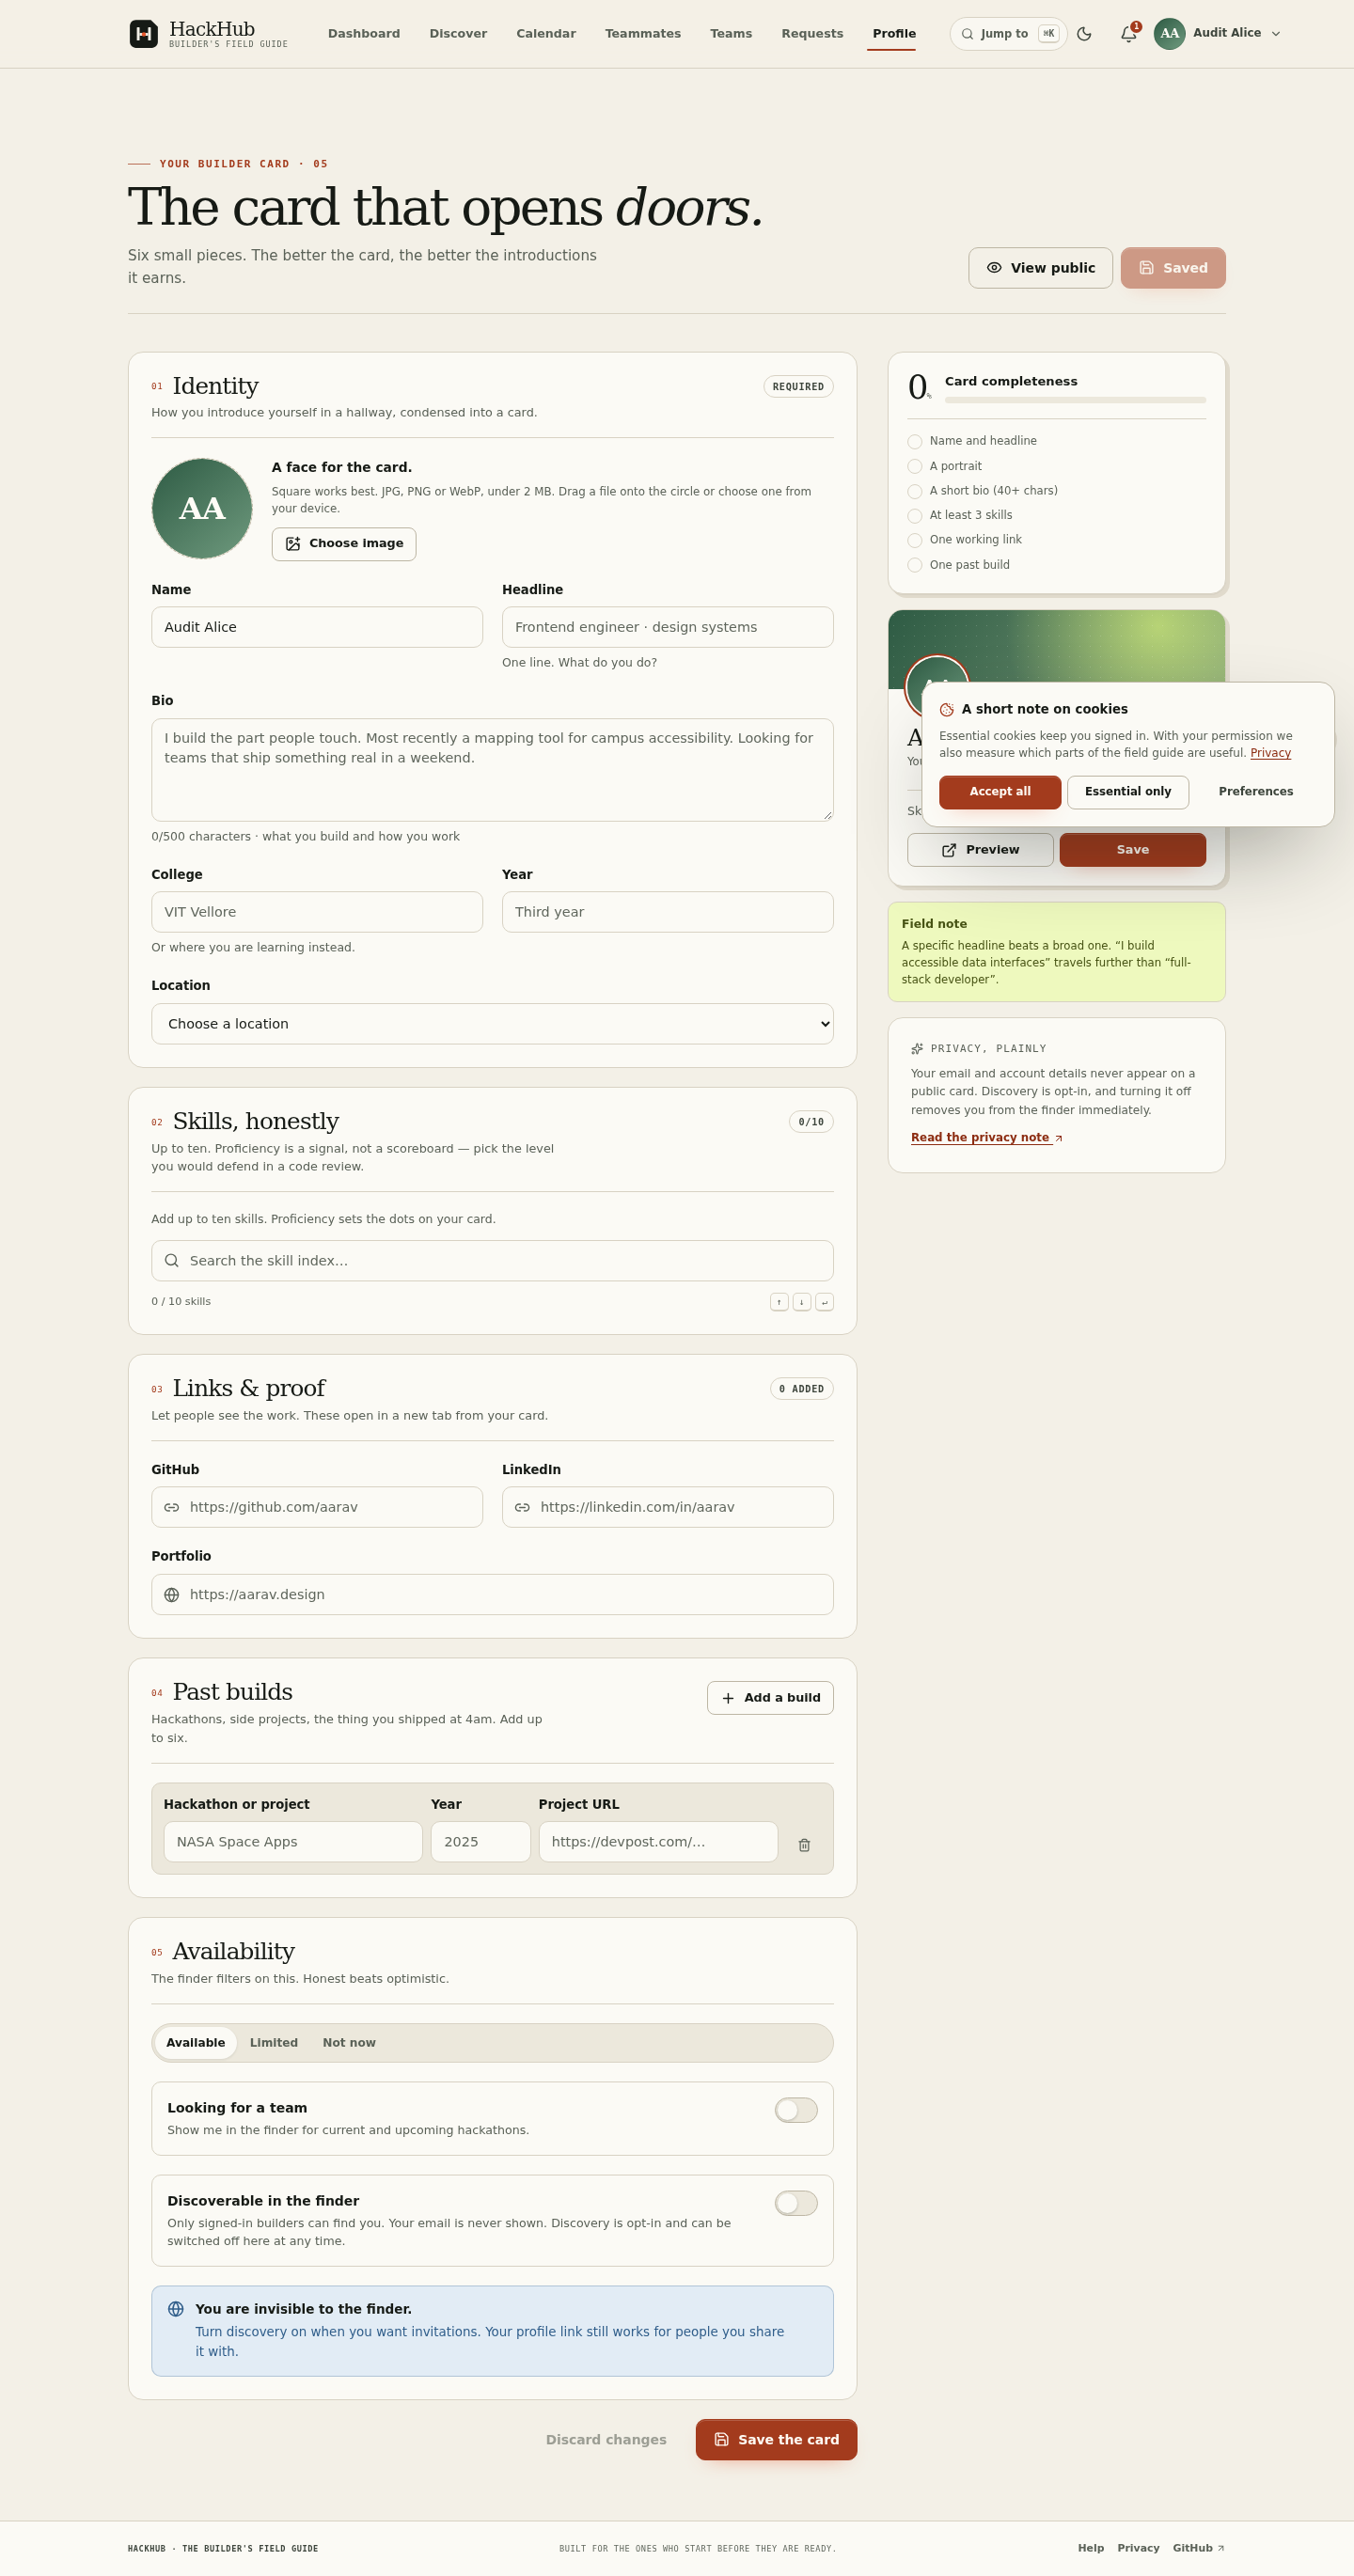 HackHub
BUILDER'S FIELD GUIDE
Dashboard
Discover
Calendar
Teammates
Teams
Requests
Profile
Jump to
⌘K
1
AA
Audit Alice
YOUR BUILDER CARD · 05
The card that opens doors.
Six small pieces. The better the card, the better the introductions
it earns.
View public
Saved
01 Identity
REQUIRED
How you introduce yourself in a hallway, condensed into a card.
AA
A face for the card.
Square works best. JPG, PNG or WebP, under 2 MB. Drag a file onto the circle or choose one from
your device.
Choose image
Name
Headline
Audit Alice
Frontend engineer · design systems
One line. What do you do?
Bio
I build the part people touch. Most recently a mapping tool for campus accessibility. Looking for
teams that ship something real in a weekend.
0/500 characters · what you build and how you work
College
Year
VIT Vellore
Third year
Or where you are learning instead.
Location
Choose a location
02 Skills, honestly
0/10
Up to ten. Proficiency is a signal, not a scoreboard — pick the level
you would defend in a code review.
Add up to ten skills. Proficiency sets the dots on your card.
Search the skill index…
0 / 10 skills
↑ ↓ ↵
03 Links & proof
0 ADDED
Let people see the work. These open in a new tab from your card.
GitHub
LinkedIn
https://github.com/aarav
https://linkedin.com/in/aarav
Portfolio
https://aarav.design
04 Past builds
Add a build
Hackathons, side projects, the thing you shipped at 4am. Add up
to six.
Hackathon or project
Year
Project URL
NASA Space Apps
2025
https://devpost.com/…
05 Availability
The finder filters on this. Honest beats optimistic.
Available
Limited
Not now
Looking for a team
Show me in the finder for current and upcoming hackathons.
Discoverable in the finder
Only signed-in builders can find you. Your email is never shown. Discovery is opt-in and can be
switched off here at any time.
You are invisible to the finder.
Turn discovery on when you want invitations. Your profile link still works for people you share
it with.
Discard changes
Save the card
0%
Card completeness
Name and headline
A portrait
A short bio (40+ chars)
At least 3 skills
One working link
One past build
A short note on cookies
Essential cookies keep you signed in. With your permission we
also measure which parts of the field guide are useful. Privacy
Accept all
Essential only
Preferences
Preview
Save
Field note
A specific headline beats a broad one. “I build
accessible data interfaces” travels further than “full-
stack developer”.
PRIVACY, PLAINLY
Your email and account details never appear on a
public card. Discovery is opt-in, and turning it off
removes you from the finder immediately.
Read the privacy note
HACKHUB · THE BUILDER'S FIELD GUIDE
BUILT FOR THE ONES WHO START BEFORE THEY ARE READY.
Help
Privacy
GitHub